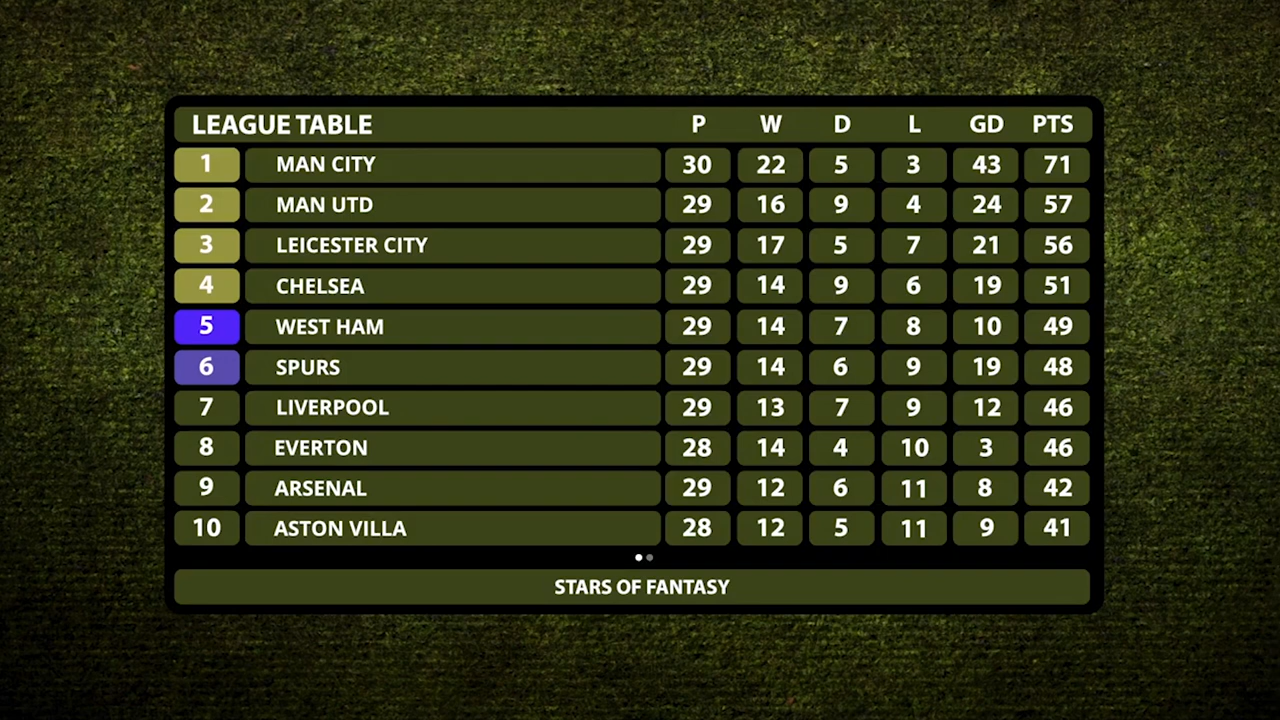 LEAGUE TABLE P W D L GD PTS
1 MAN CITY 30 22 5 3 43 71
2 MAN UTD 29 16 9 4 24 57
3 LEICESTER CITY 29 17 5 7 21 56
4 CHELSEA 29 14 9 6 19 51
5 WEST HAM 29 14 7 8 10 49
6 SPURS 29 14 6 9 19 48
7 LIVERPOOL 29 13 7 9 12 46
8 EVERTON 28 14 4 10 3 46
9 ARSENAL 29 12 6 11 8 42
10 ASTON VILLA 28 12 5 11 9 41
STARS OF FANTASY